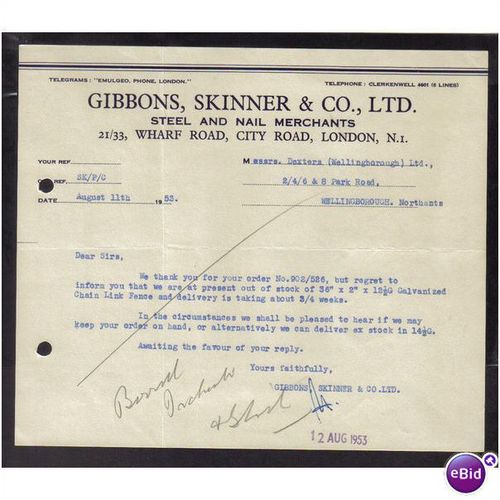 TELEGRAMS: "EMULGED, PHONE, LONDON."
TELEPHONE: CLERKENWELL 4601 (6 LINES)
GIBBONS, SKINNER & CO., LTD.
STEEL AND NAIL MERCHANTS
21/33, WHARF ROAD, CITY ROAD, LONDON, N.1.
YOUR REF
Messrs. Dexters (Wellingborough) Ltd.,
REF. SK/P/C
2/4/6 & 8 Park Road,
DATE August 11th 1953.
WELLINGBOROUGH. Northants
Dear Sirs,
We thank you for your order No.902/526, but regret to
inform you that we are at present out of stock of 36" x 2" x 12½G Galvanized
Chain Link Fence and delivery is taking about 3/4 weeks.
In the circumstances we shall be pleased to hear if we may
keep your order on hand, or alternatively we can deliver ex stock in 14½G.
Awaiting the favour of your reply.
Yours faithfully,
GIBBONS, SKINNER & CO.LTD.
12 AUG 1953
eBid